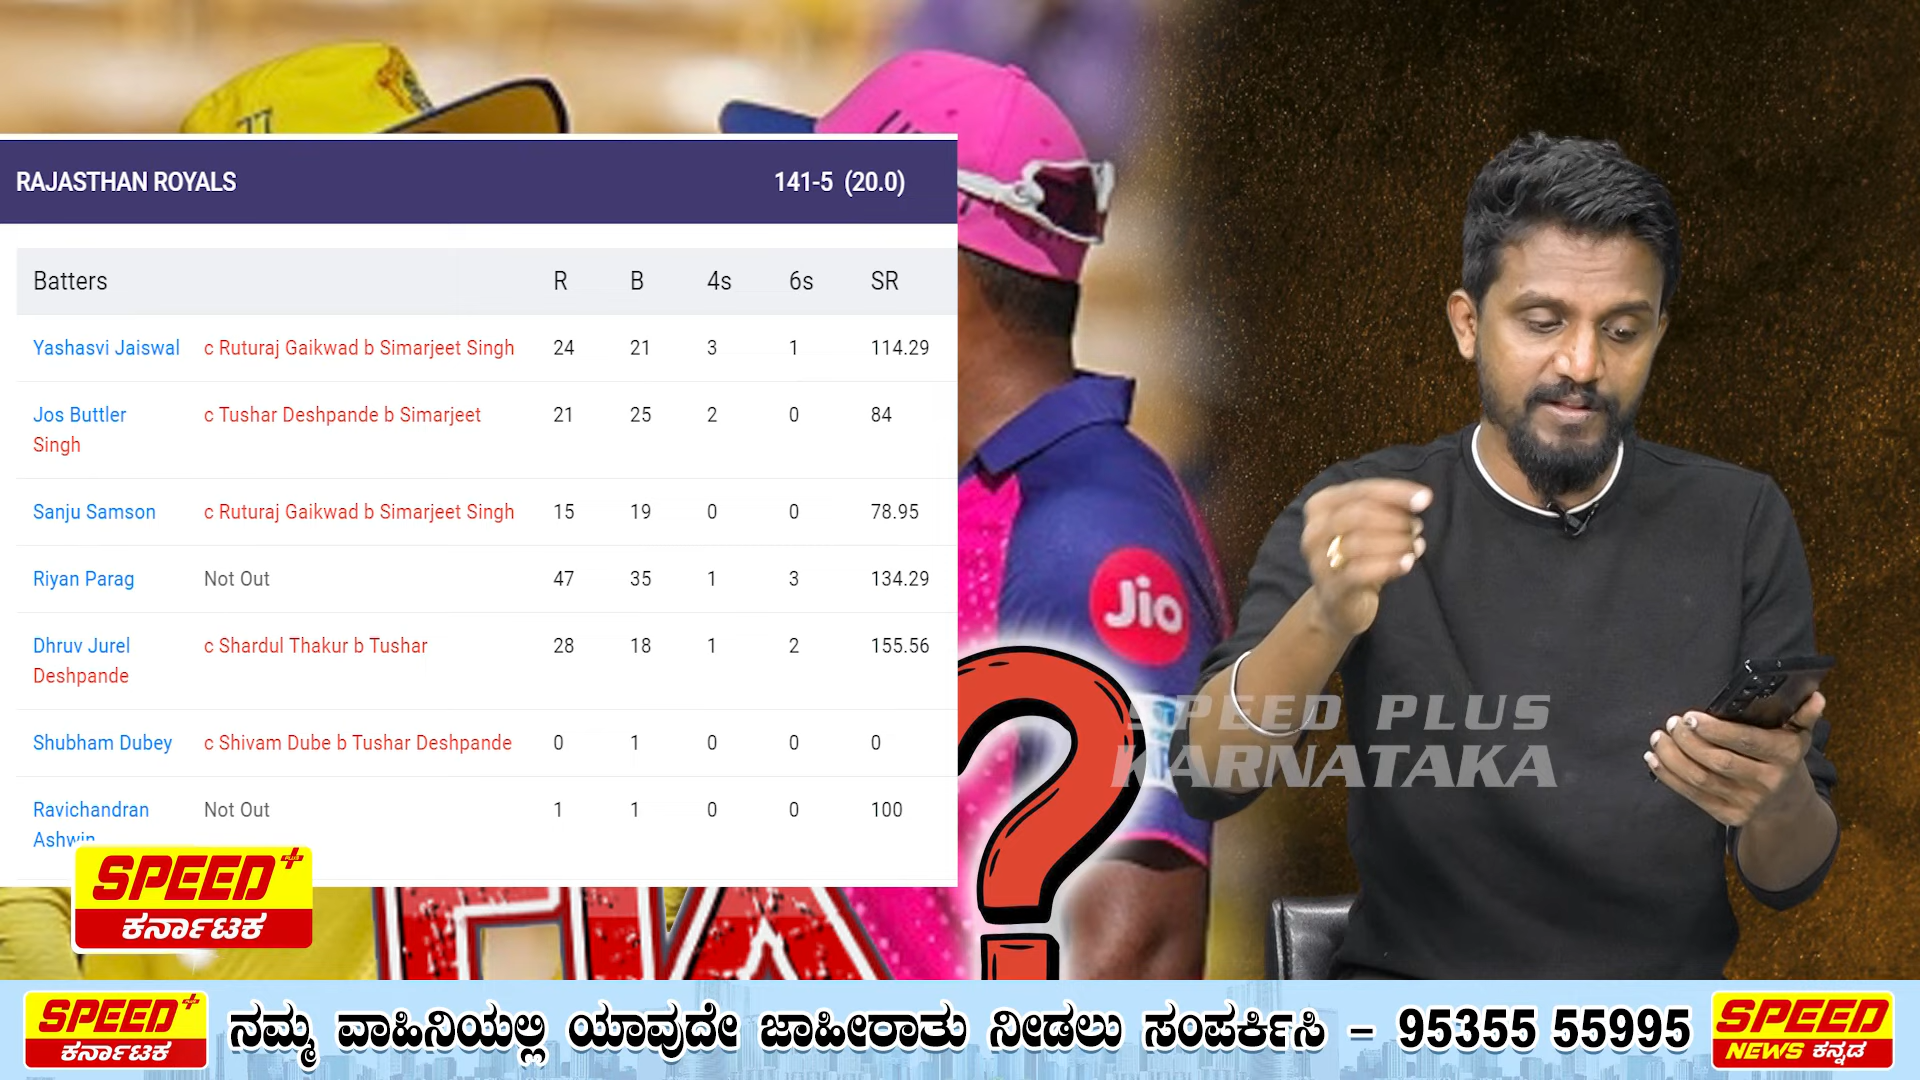 77
RAJASTHAN ROYALS 141-5 (20.0)
Batters R B 4s 6s SR
Yashasvi Jaiswal c Ruturaj Gaikwad b Simarjeet Singh 24 21 3 1 114.29
Jos Buttler c Tushar Deshpande b Simarjeet 21 25 2 0 84
Singh
Sanju Samson c Ruturaj Gaikwad b Simarjeet Singh 15 19 0 0 78.95
Riyan Parag Not Out 47 35 1 3 134.29
Dhruv Jurel c Shardul Thakur b Tushar 28 18 1 2 155.56
Deshpande
Shubham Dubey c Shivam Dube b Tushar Deshpande 0 1 0 0 0
Ravichandran Not Out 1 1 0 0 100
Ashwin
Jio
?
SPEED PLUS
KARNATAKA
SPEED+
PLUS
ಕರ್ನಾಟಕ
SPEED+
ಕರ್ನಾಟಕ
ನಮ್ಮ ವಾಹಿನಿಯಲ್ಲಿ ಯಾವುದೇ ಜಾಹೀರಾತು ನೀಡಲು ಸಂಪರ್ಕಿಸಿ – 95355 55995
SPEED
NEWS ಕನ್ನಡ